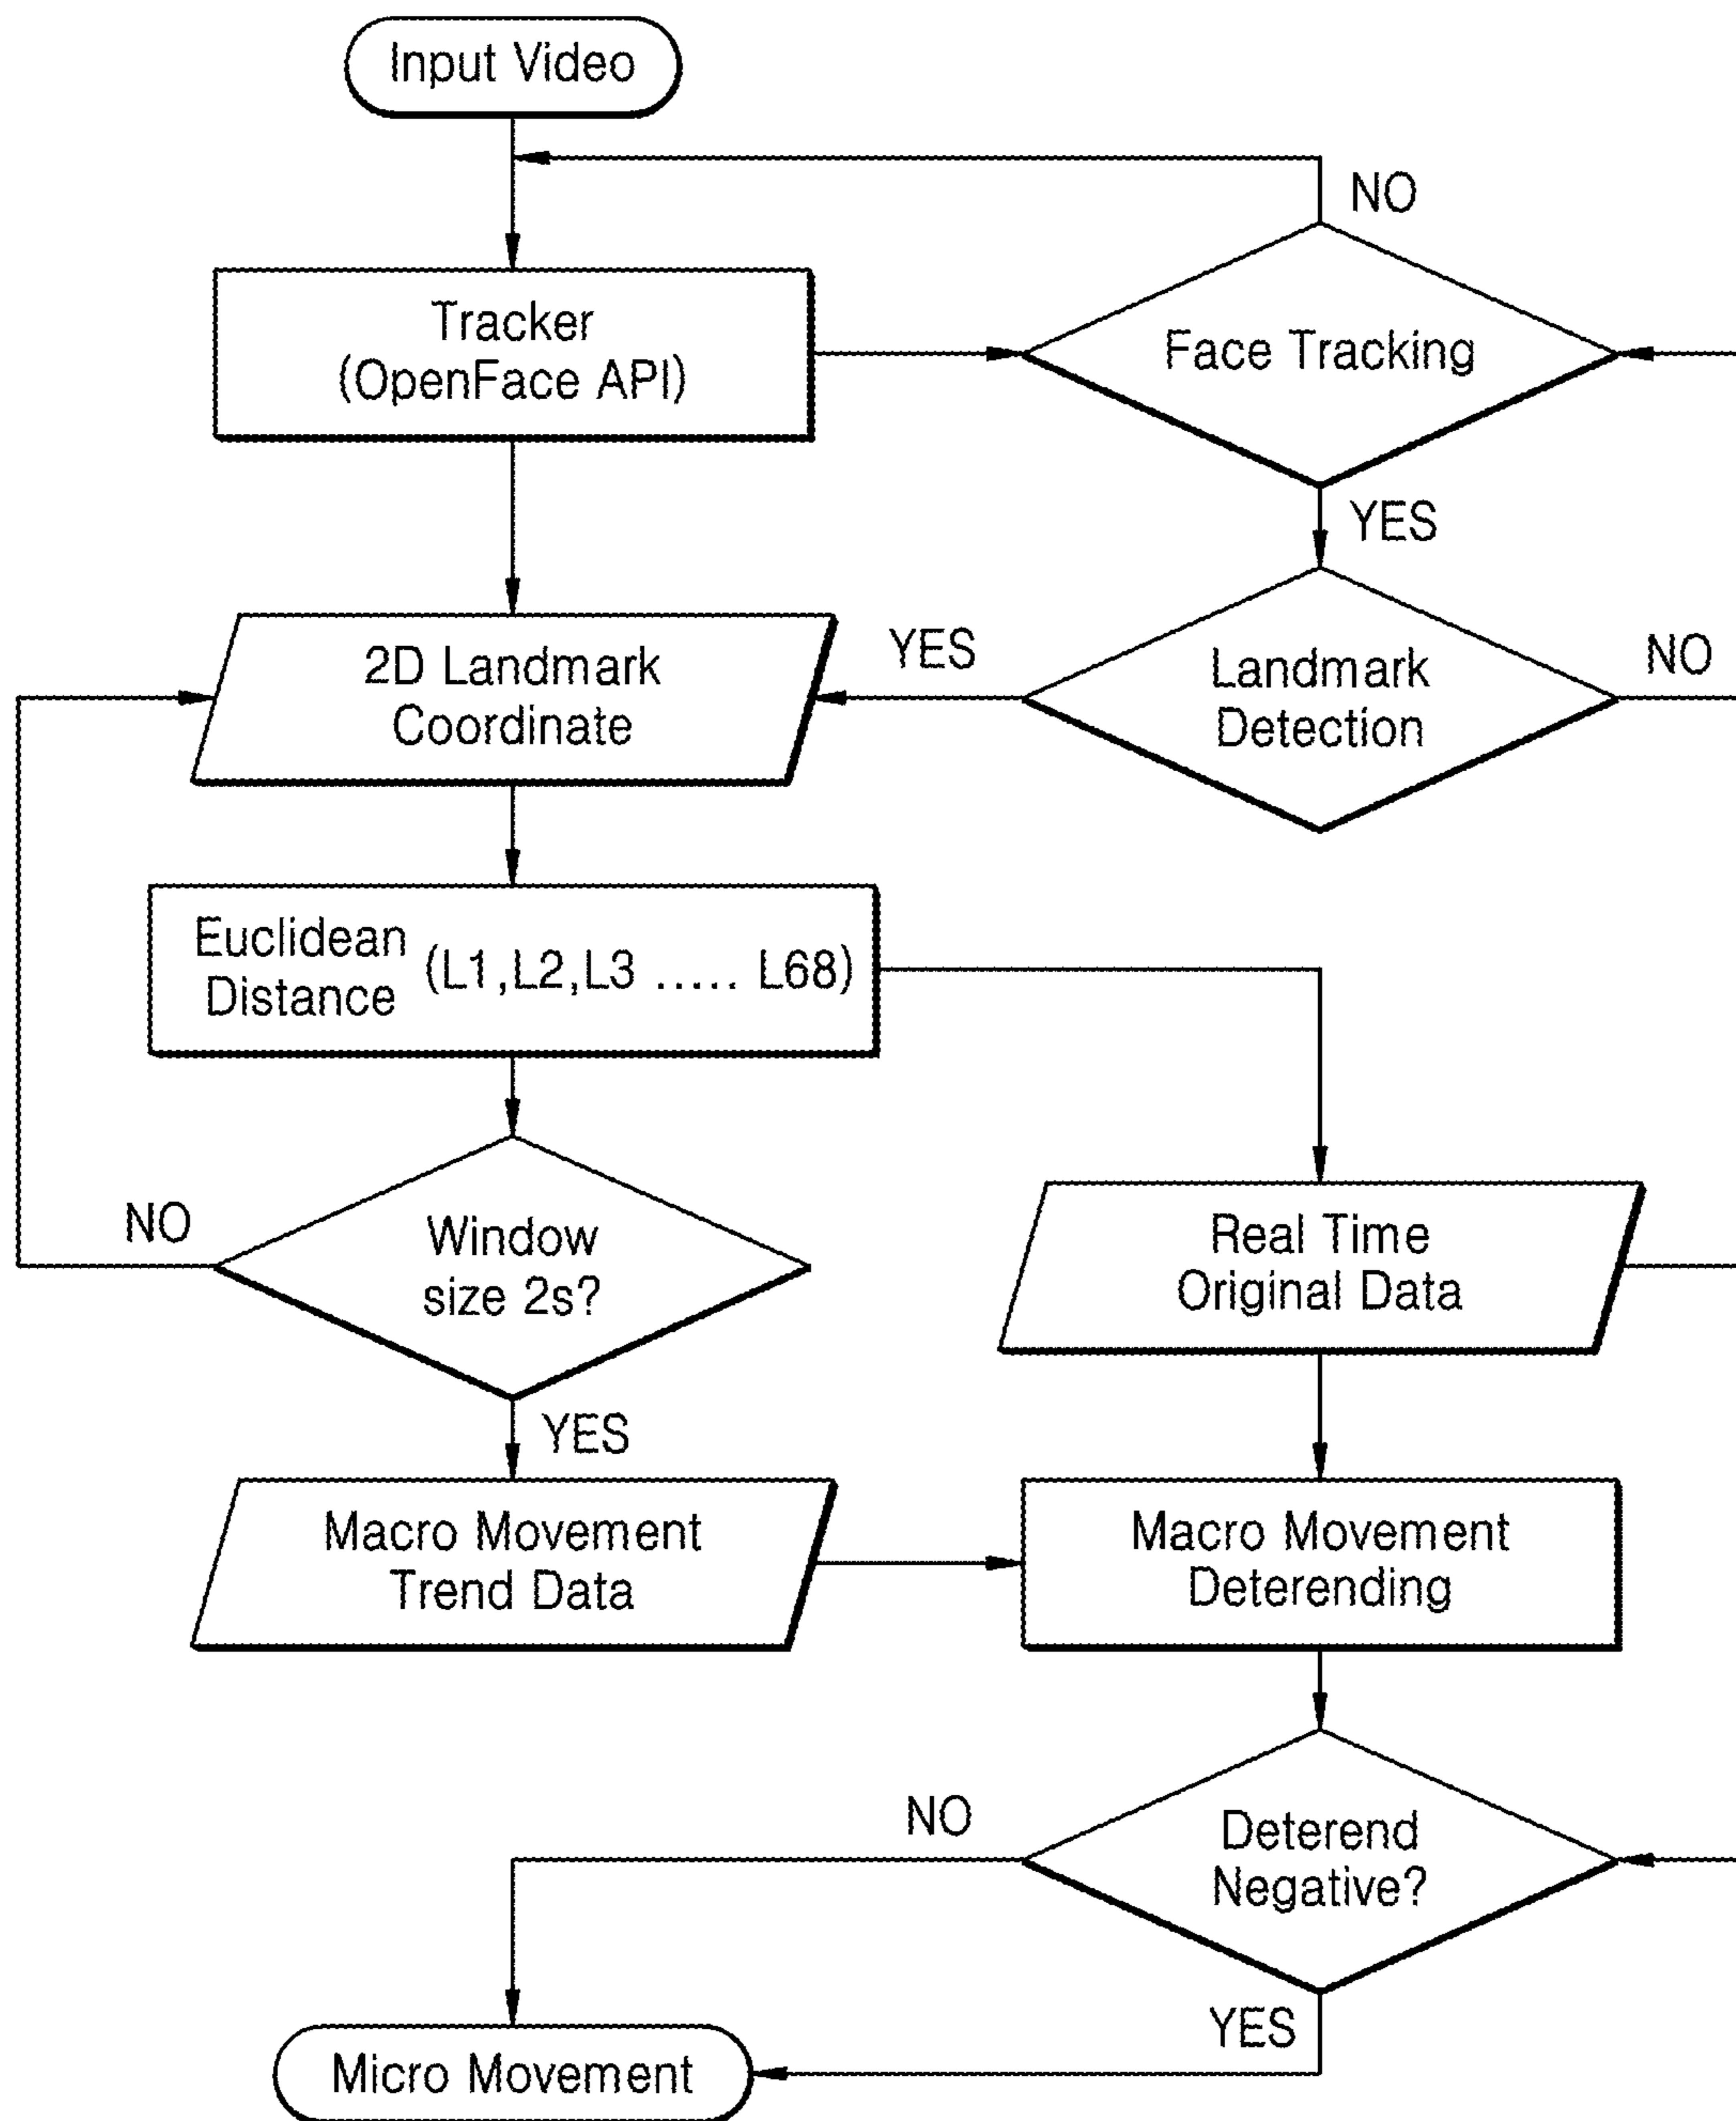 Input Video
NO
Tracker
(OpenFace API)
Face Tracking
YES
2D Landmark
Coordinate
YES
Landmark
Detection
NO
Euclidean
Distance
(L1,L2,L3 ..... L68)
NO
Window
size 2s?
Real Time
Original Data
YES
Macro Movement
Trend Data
Macro Movement
Deterending
NO
Deterend
Negative?
YES
Micro Movement